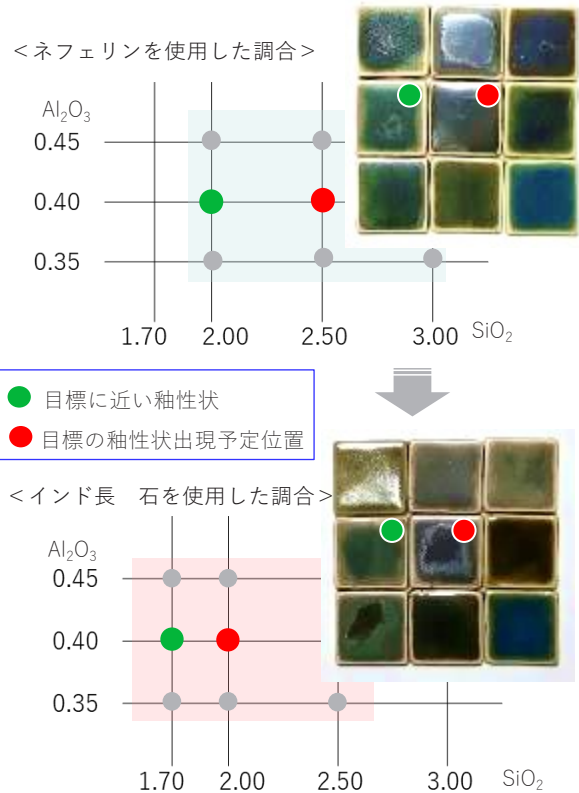 ＜ネフェリンを使用した調合＞
Al₂O₃
0.45
0.40
0.35
1.70 2.00 2.50 3.00 SiO₂
目標に近い釉性状
目標の釉性状出現予定位置
＜インド長　石を使用した調合＞
Al₂O₃
0.45
0.40
0.35
1.70 2.00 2.50 3.00 SiO₂